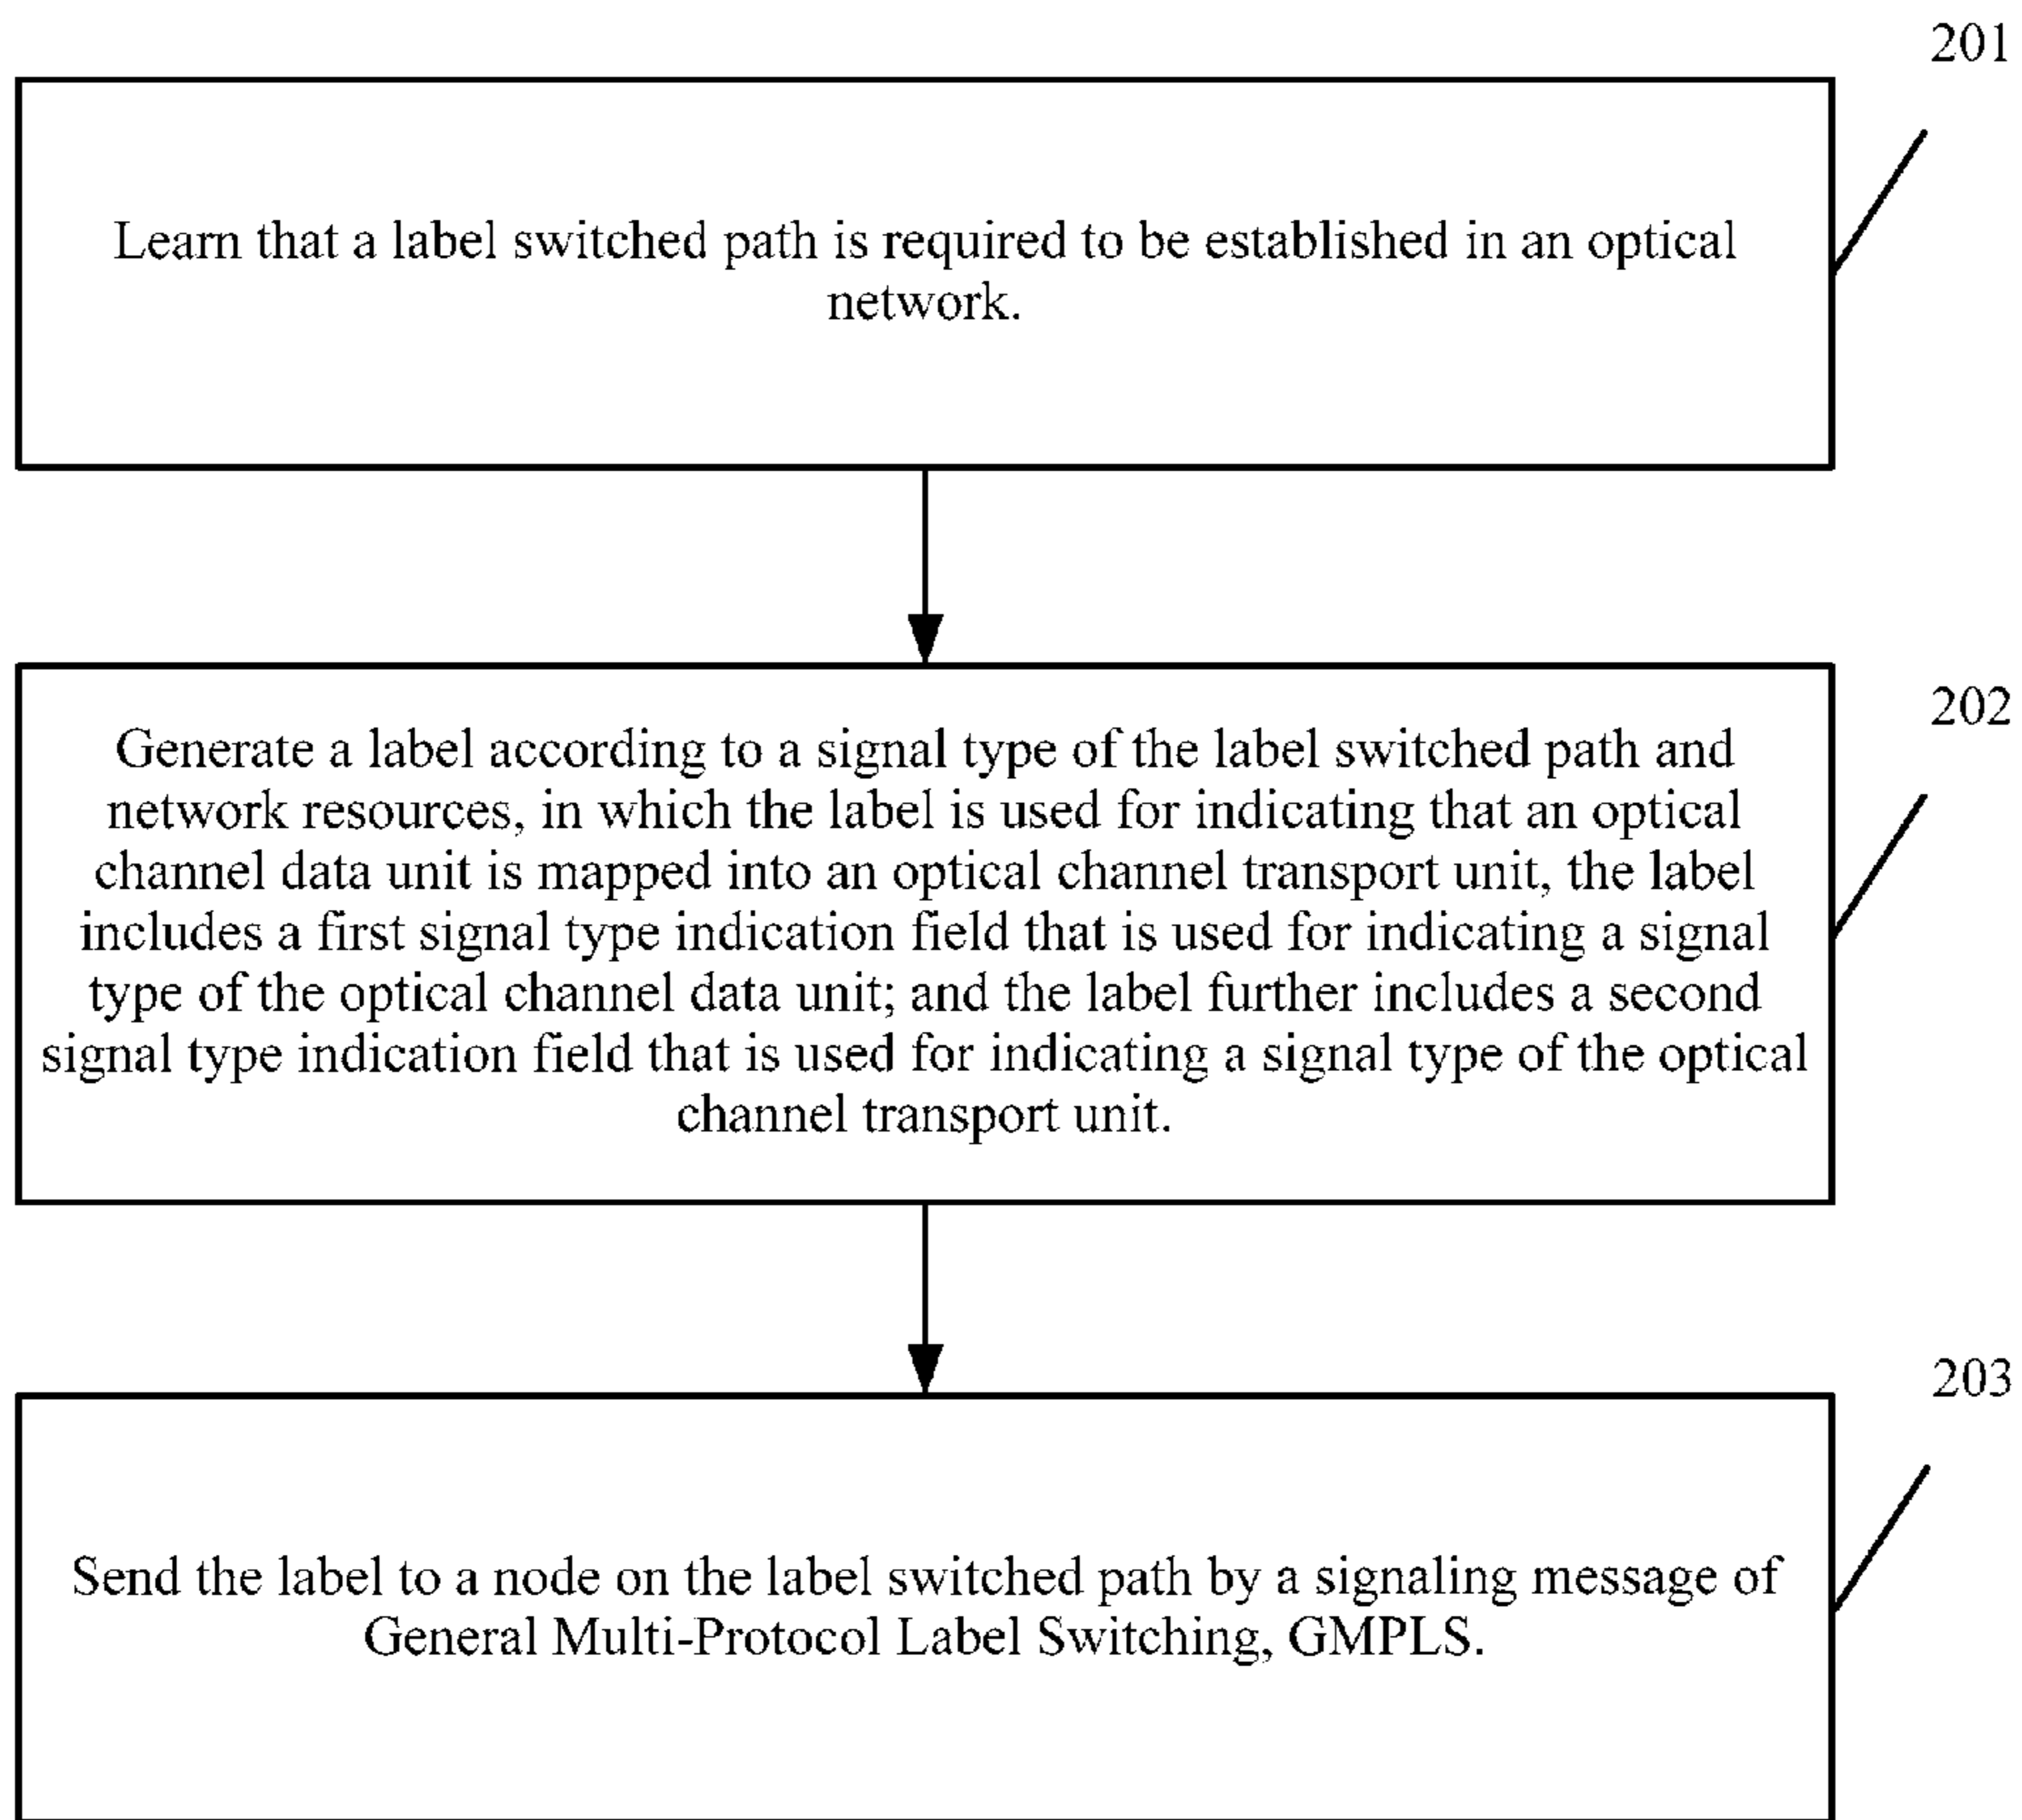 201
Learn that a label switched path is required to be established in an optical
network.
202
Generate a label according to a signal type of the label switched path and
network resources, in which the label is used for indicating that an optical
channel data unit is mapped into an optical channel transport unit, the label
includes a first signal type indication field that is used for indicating a signal
type of the optical channel data unit; and the label further includes a second
signal type indication field that is used for indicating a signal type of the optical
channel transport unit.
203
Send the label to a node on the label switched path by a signaling message of
General Multi-Protocol Label Switching, GMPLS.